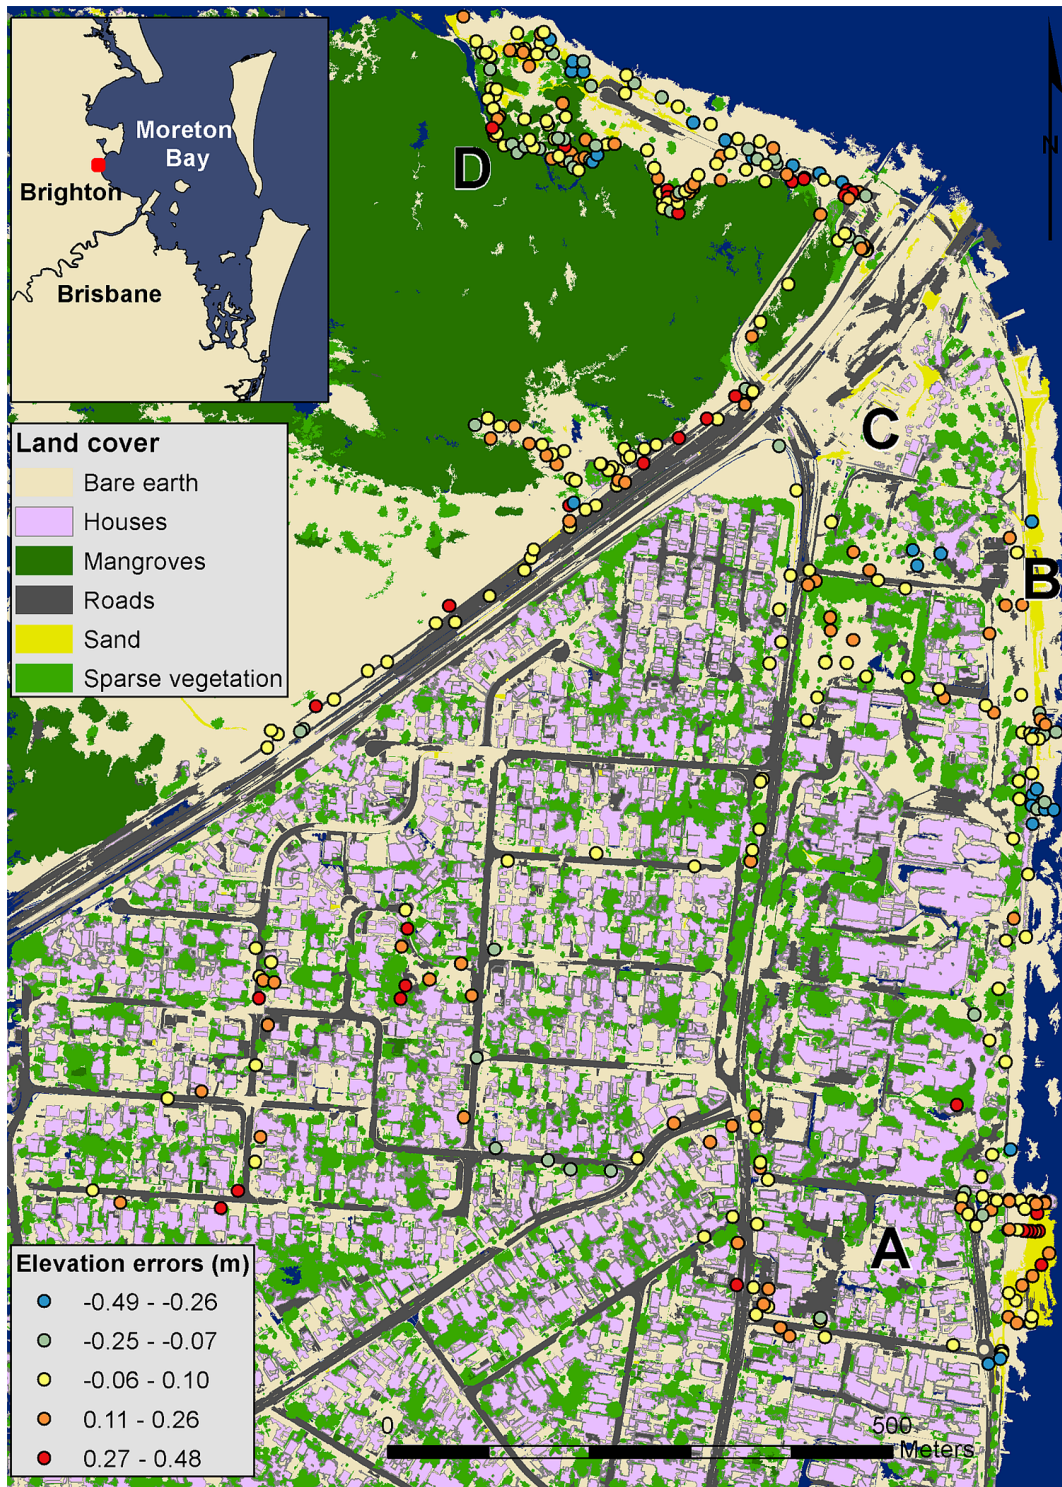 Moreton
Bay
Brighton
Brisbane
D
N
C
B
A
Land cover
Bare earth
Houses
Mangroves
Roads
Sand
Sparse vegetation
Elevation errors (m)
-0.49 - -0.26
-0.25 - -0.07
-0.06 - 0.10
0.11 - 0.26
0.27 - 0.48
0 500
Meters